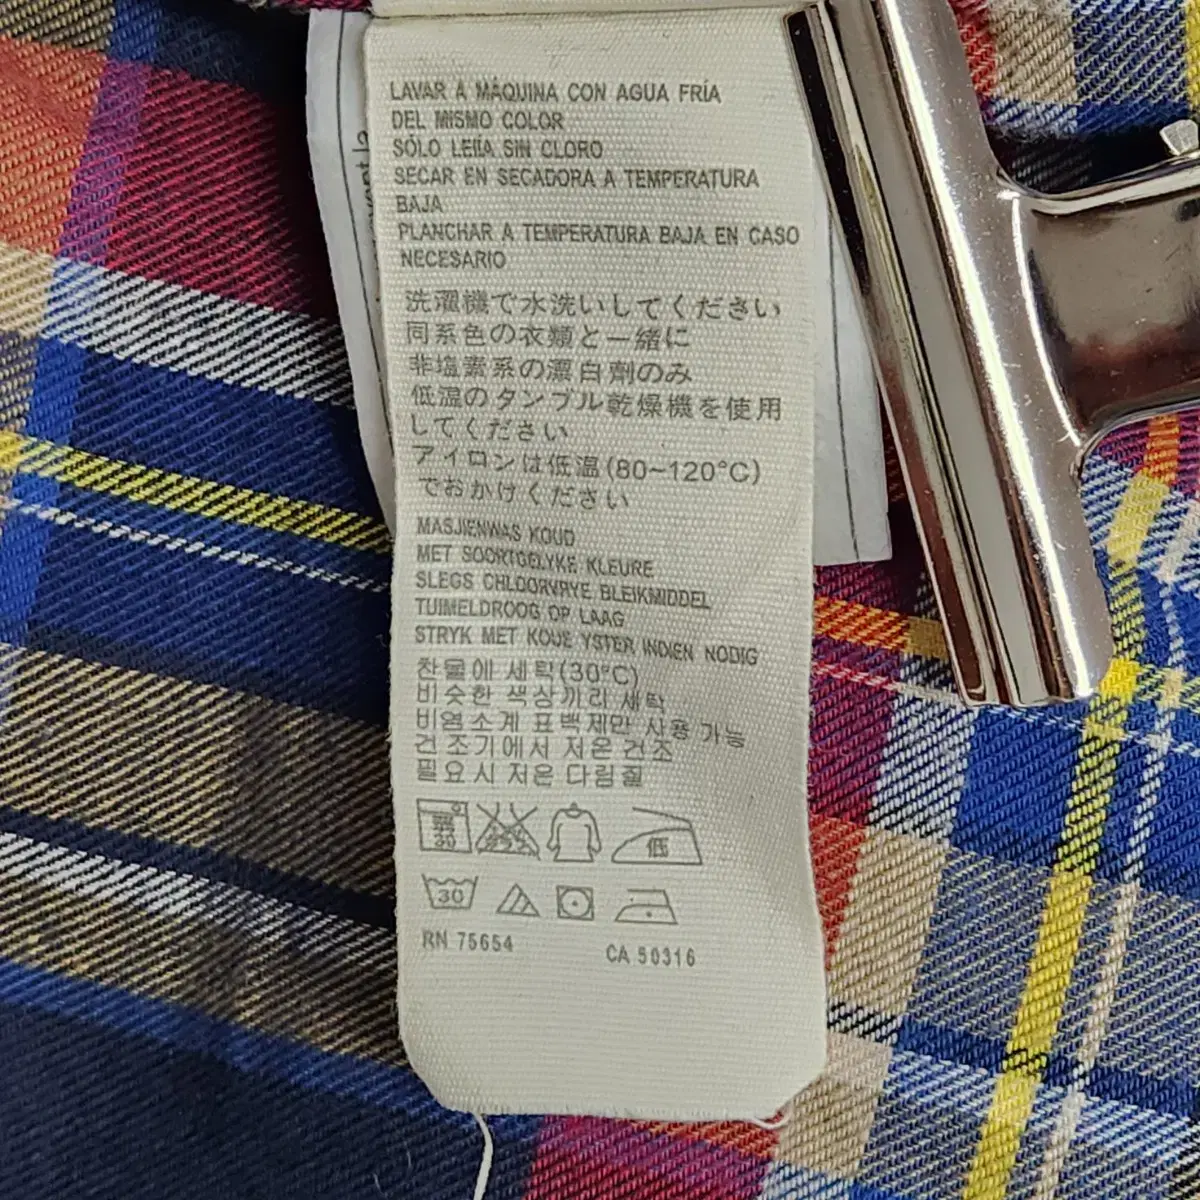 LAVAR A MÁQUINA CON AGUA FRÍA
DEL MISMO COLOR
SÓLO LEJÍA SIN CLORO
SECAR EN SECADORA A TEMPERATURA
BAJA
PLANCHAR A TEMPERATURA BAJA EN CASO
NECESARIO
洗濯機で水洗いしてください
同系色の衣類と一緒に
非塩素系の漂白剤のみ
低温のタンブル乾燥機を使用
してください
アイロンは低温(80~120°C)
でおかけください
MASJIENWAS KOUD
MET SOORTGELYKE KLEURE
SLEGS CHLOORVRYE BLEIKMIDDEL
TUIMELDROOG OP LAAG
STRYK MET KOUE YSTER INDIEN NODIG
찬물에 세탁(30°C)
비슷한 색상끼리 세탁
비염소계 표백제만 사용 가능
건조기에서 저온 건조
필요시 저온 다림질
30 低
30
RN 75654 CA 50316